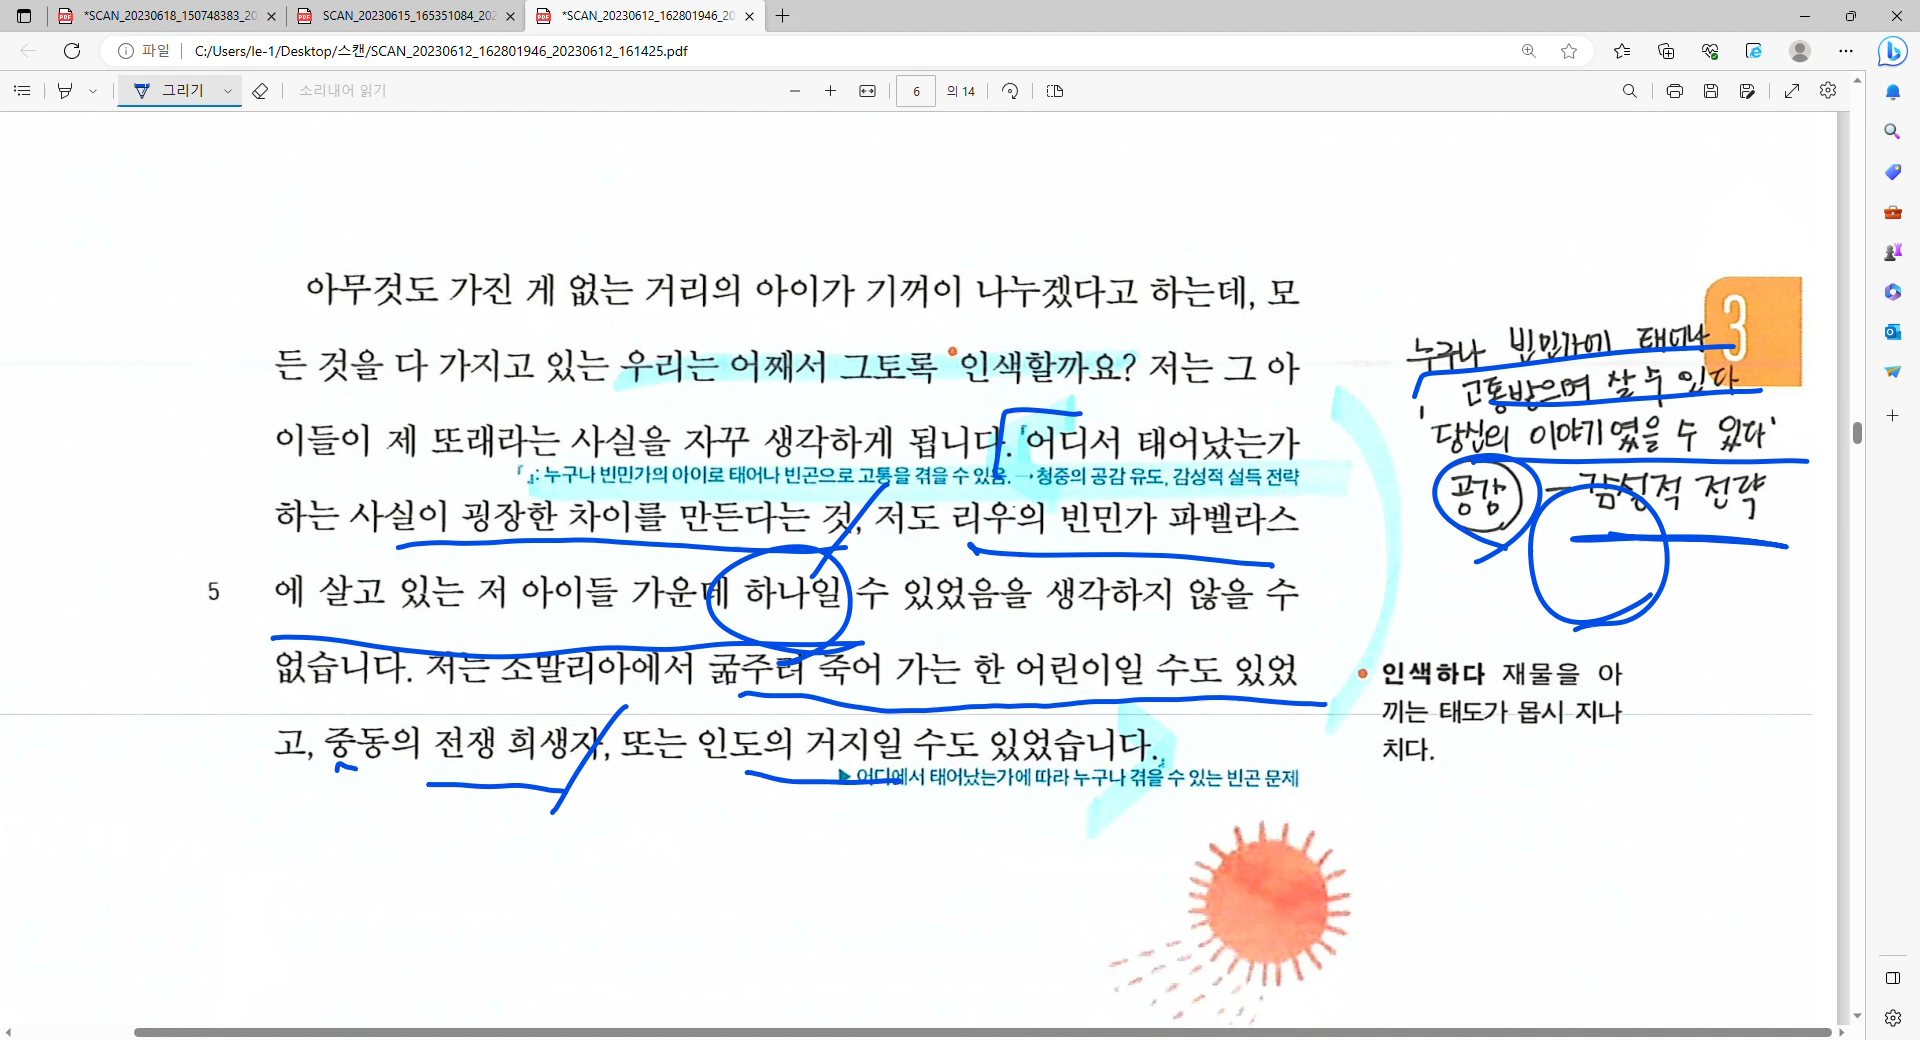 *SCAN_20230618_150748383_20
SCAN_20230615_165351084_202
*SCAN_20230612_162801946_20
파일
C:/Users/le-1/Desktop/스캔/SCAN_20230612_162801946_20230612_161425.pdf
그리기
소리내어 읽기
6
의 14
아무것도 가진 게 없는 거리의 아이가 기꺼이 나누겠다고 하는데, 모
든 것을 다 가지고 있는 우리는 어째서 그토록 인색할까요? 저는 그 아
이들이 제 또래라는 사실을 자꾸 생각하게 됩니다.『어디서 태어났는가
『 』: 누구나 빈민가의 아이로 태어나 빈곤으로 고통을 겪을 수 있음. → 청중의 공감 유도, 감성적 설득 전략
하는 사실이 굉장한 차이를 만든다는 것, 저도 리우의 빈민가 파벨라스
5
에 살고 있는 저 아이들 가운데 하나일 수 있었음을 생각하지 않을 수
없습니다. 저는 소말리아에서 굶주려 죽어 가는 한 어린이일 수도 있었
고, 중동의 전쟁 희생자, 또는 인도의 거지일 수도 있었습니다.』
▶ 어디에서 태어났는가에 따라 누구나 겪을 수 있는 빈곤 문제
3
누구나 빈민가에 태어나
고통받으며 살 수 있다
'당신의 이야기였을 수 있다'
공감 — 감성적 전략
인색하다 재물을 아
끼는 태도가 몹시 지나
치다.